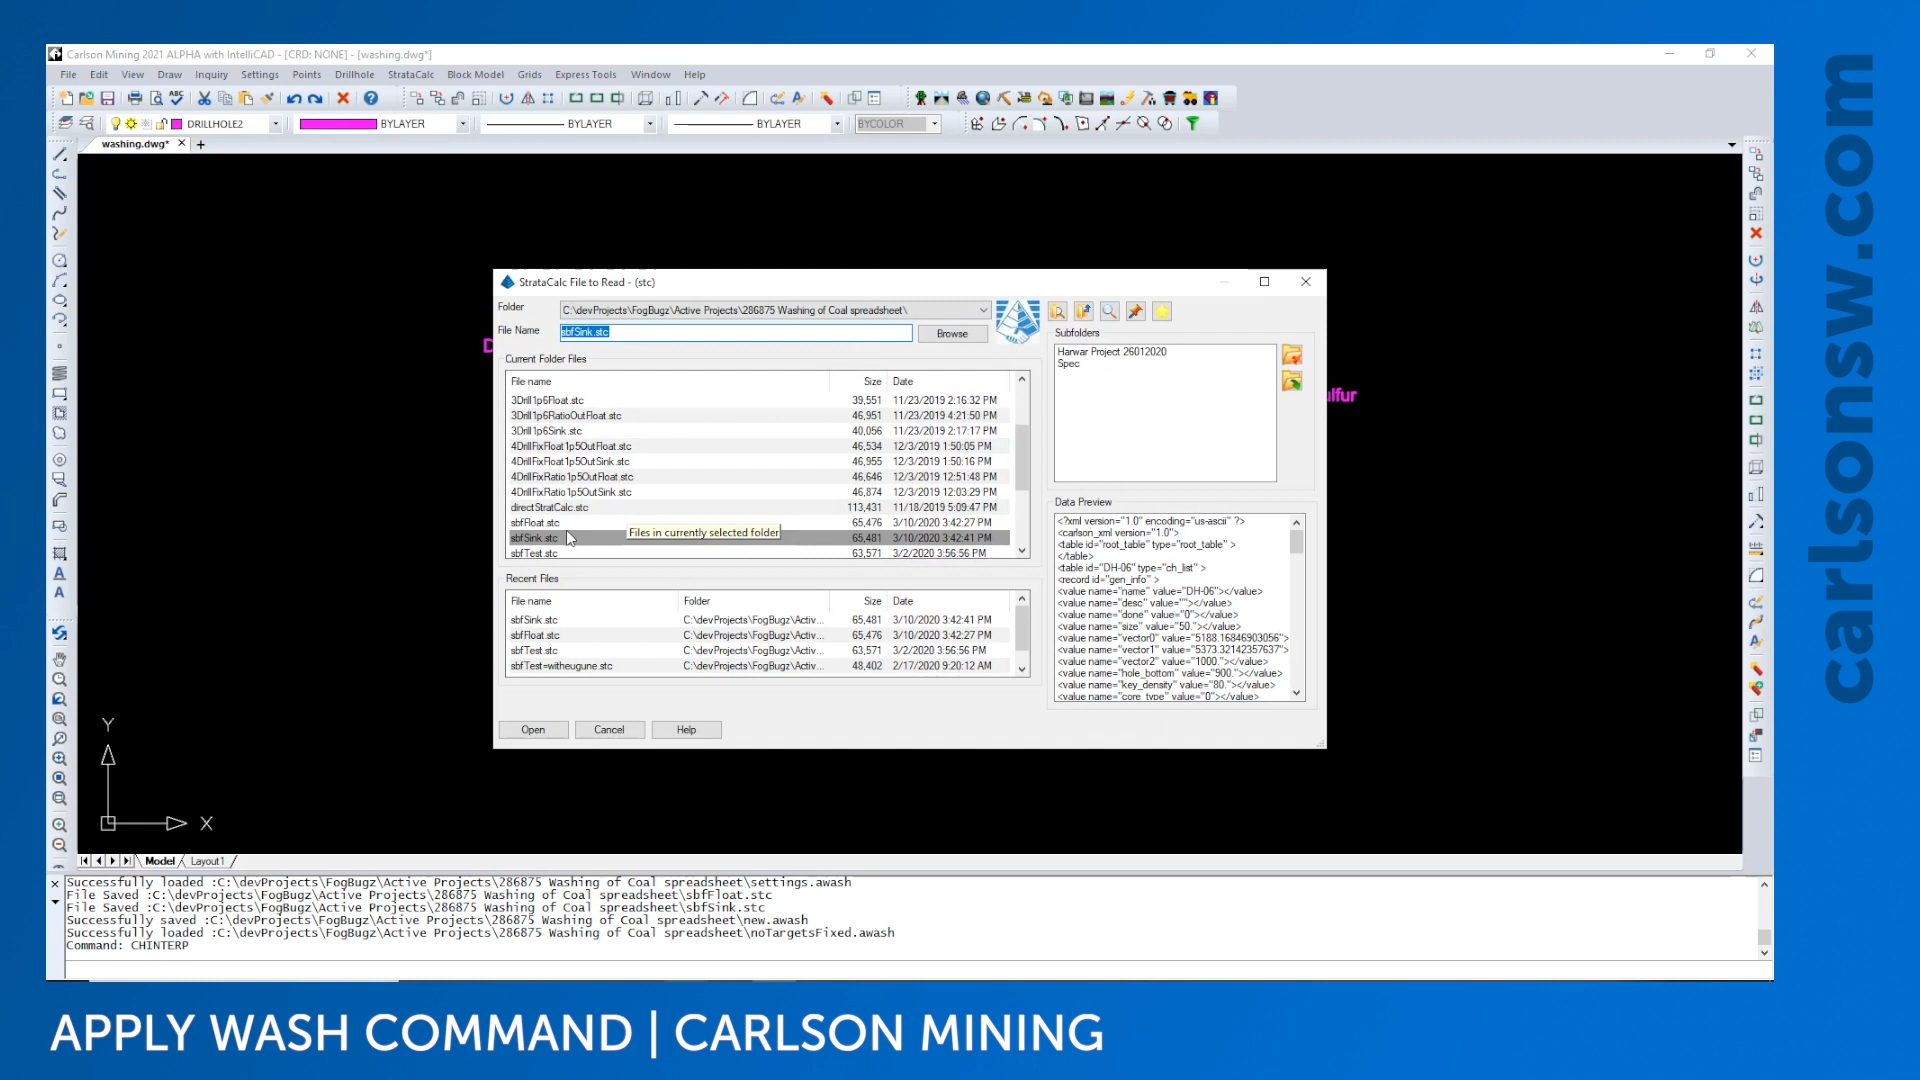 Carlson Mining 2021 ALPHA with IntelliCAD - [CRD: NONE] - [washing.dwg*]
File Edit View Draw Inquiry Settings Points Drillhole StrataCalc Block Model Grids Express Tools Window Help
DRILLHOLE2 BYLAYER BYLAYER BYLAYER BYCOLOR
washing.dwg*
StrataCalc File to Read - (stc)
Folder C:\devProjects\FogBugz\Active Projects\286875 Washing of Coal spreadsheet\
File Name sbfSink.stc Browse
Current Folder Files
File name Size Date
3Drill1p6Float.stc 39,551 11/23/2019 2:16:32 PM
3Drill1p6RatioOutFloat.stc 46,951 11/23/2019 4:21:50 PM
3Drill1p6Sink.stc 40,056 11/23/2019 2:17:17 PM
4DrillFixFloat1p5OutFloat.stc 46,534 12/3/2019 1:50:05 PM
4DrillFixFloat1p5OutSink.stc 46,955 12/3/2019 1:50:16 PM
4DrillFixRatio1p5OutFloat.stc 46,646 12/3/2019 12:51:48 PM
4DrillFixRatio1p5OutSink.stc 46,874 12/3/2019 12:03:29 PM
directStratCalc.stc 113,431 11/18/2019 5:09:47 PM
sbfFloat.stc 65,476 3/10/2020 3:42:27 PM
sbfSink.stc 65,481 3/10/2020 3:42:41 PM
sbfTest.stc 63,571 3/2/2020 3:56:56 PM
Files in currently selected folder
Recent Files
File name Folder Size Date
sbfSink.stc C:\devProjects\FogBugz\Activ... 65,481 3/10/2020 3:42:41 PM
sbfFloat.stc C:\devProjects\FogBugz\Activ... 65,476 3/10/2020 3:42:27 PM
sbfTest.stc C:\devProjects\FogBugz\Activ... 63,571 3/2/2020 3:56:56 PM
sbfTest=witheugune.stc C:\devProjects\FogBugz\Activ... 48,402 2/17/2020 9:20:12 AM
Open Cancel Help
Subfolders
Harwar Project 26012020
Spec
Data Preview
<?xml version="1.0" encoding="us-ascii" ?>
<carlson_xml version="1.0">
<table id="root_table" type="root_table" >
</table>
<table id="DH-06" type="ch_list" >
<record id="gen_info" >
<value name="name" value="DH-06"></value>
<value name="desc" value=""></value>
<value name="done" value="0"></value>
<value name="size" value="50."></value>
<value name="vector0" value="5188.16846903056">
<value name="vector1" value="5373.32142357637">
<value name="vector2" value="1000."></value>
<value name="hole_bottom" value="900."></value>
<value name="key_density" value="80."></value>
<value name="core_type" value="0"></value>
D
lfur
Y
X
Model Layout1
Successfully loaded :C:\devProjects\FogBugz\Active Projects\286875 Washing of Coal spreadsheet\settings.awash
File Saved :C:\devProjects\FogBugz\Active Projects\286875 Washing of Coal spreadsheet\sbfFloat.stc
File Saved :C:\devProjects\FogBugz\Active Projects\286875 Washing of Coal spreadsheet\sbfSink.stc
Successfully saved :C:\devProjects\FogBugz\Active Projects\286875 Washing of Coal spreadsheet\new.awash
Successfully loaded :C:\devProjects\FogBugz\Active Projects\286875 Washing of Coal spreadsheet\noTargetsFixed.awash
Command: CHINTERP
APPLY WASH COMMAND | CARLSON MINING
carlsonsw.com